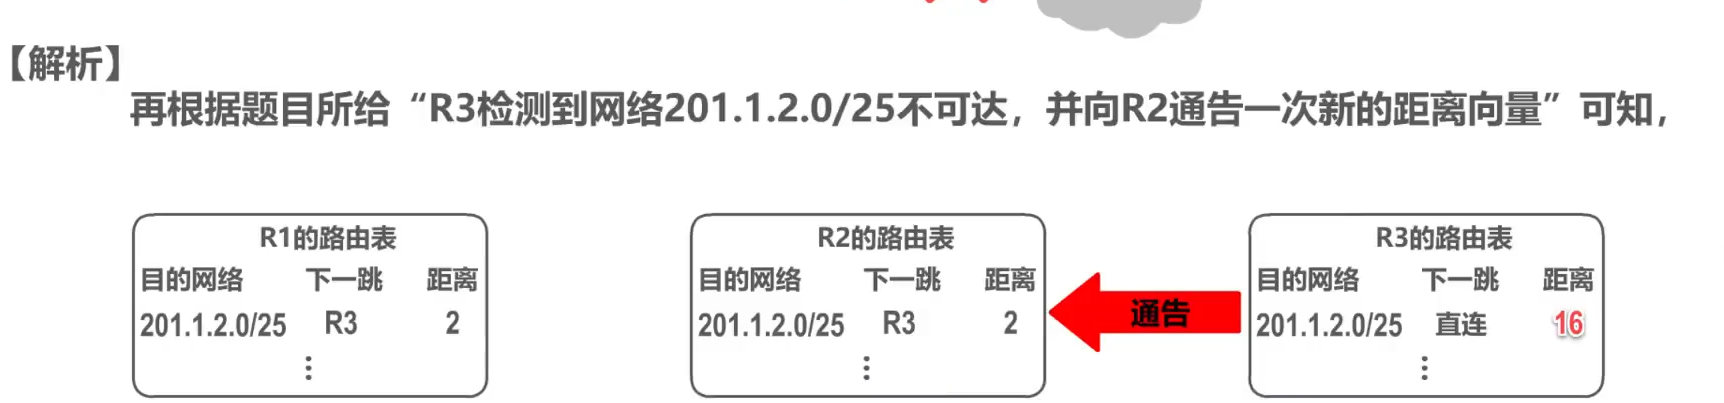 【解析】
再根据题目所给“R3检测到网络201.1.2.0/25不可达，并向R2通告一次新的距离向量”可知，
R1的路由表
目的网络 下一跳 距离
201.1.2.0/25 R3 2
⋮
R2的路由表
目的网络 下一跳 距离
201.1.2.0/25 R3 2
⋮
通告
R3的路由表
目的网络 下一跳 距离
201.1.2.0/25 直连 16
⋮